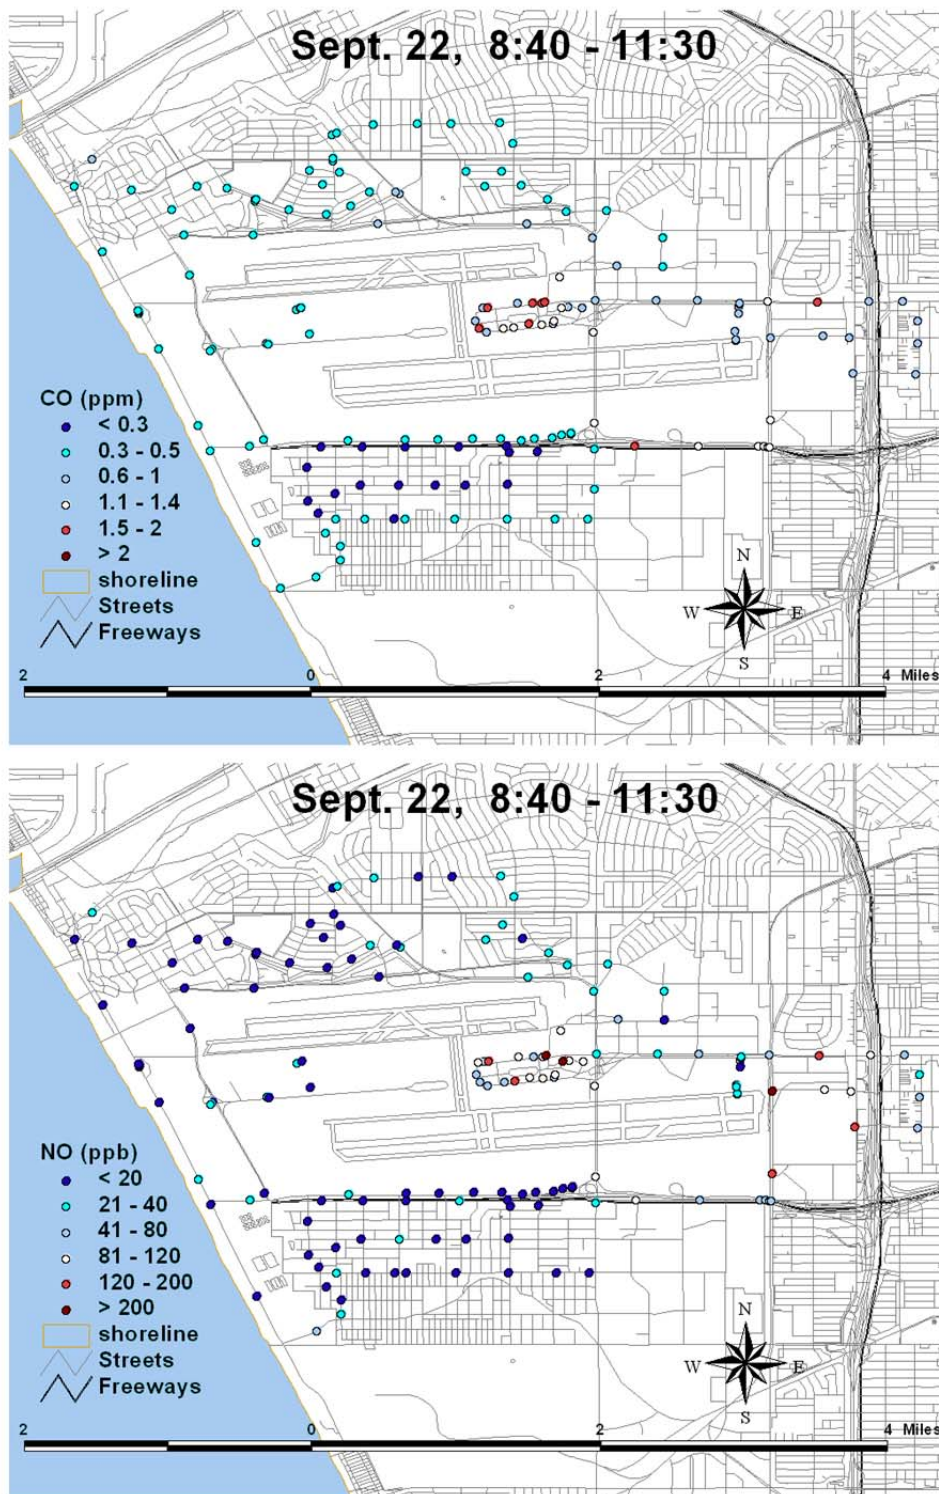 Sept. 22, 8:40 - 11:30
CO (ppm)
< 0.3
0.3 - 0.5
0.6 - 1
1.1 - 1.4
1.5 - 2
> 2
shoreline
Streets
Freeways
N
W E
S
2 0 2 4 Miles
Sept. 22, 8:40 - 11:30
NO (ppb)
< 20
21 - 40
41 - 80
81 - 120
120 - 200
> 200
shoreline
Streets
Freeways
N
W E
S
2 0 2 4 Miles